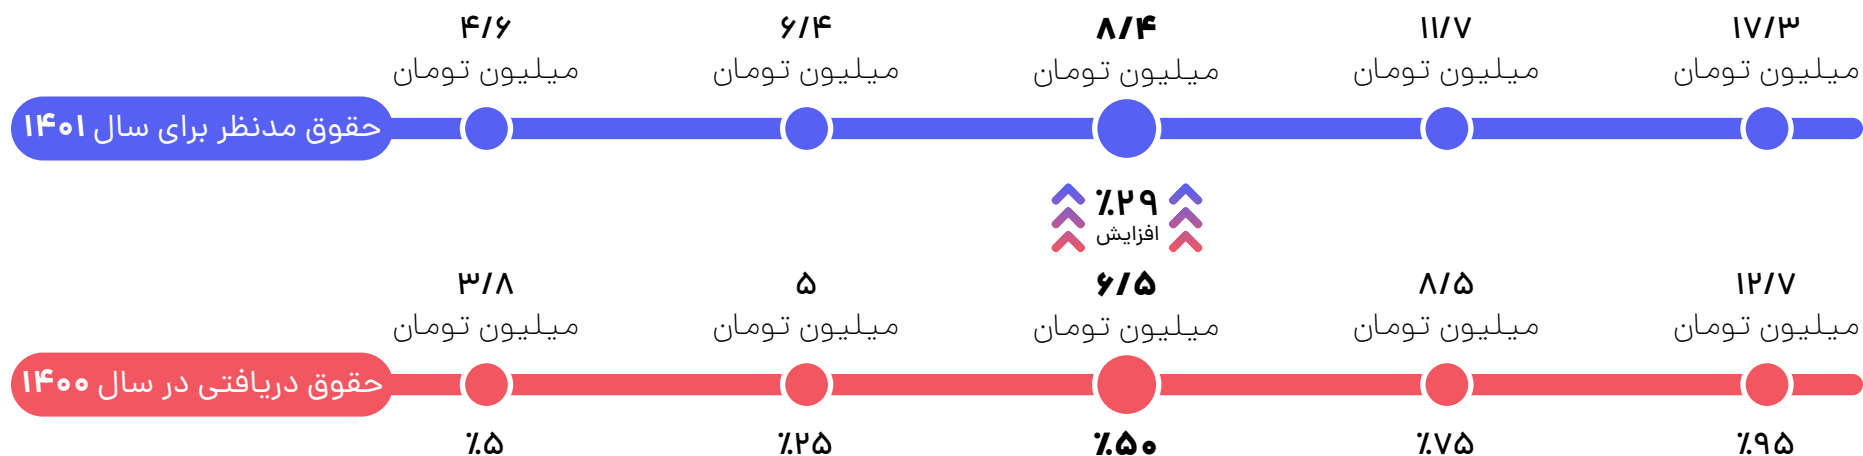 ۴/۶ ۶/۴ ۸/۴ ۱۱/۷ ۱۷/۳
میلیون تومان میلیون تومان میلیون تومان میلیون تومان میلیون تومان
حقوق مدنظر برای سال ۱۴۰۱
٪۲۹
افزایش
۳/۸ ۵ ۶/۵ ۸/۵ ۱۲/۷
میلیون تومان میلیون تومان میلیون تومان میلیون تومان میلیون تومان
حقوق دریافتی در سال ۱۴۰۰
٪۵ ٪۲۵ ٪۵۰ ٪۷۵ ٪۹۵